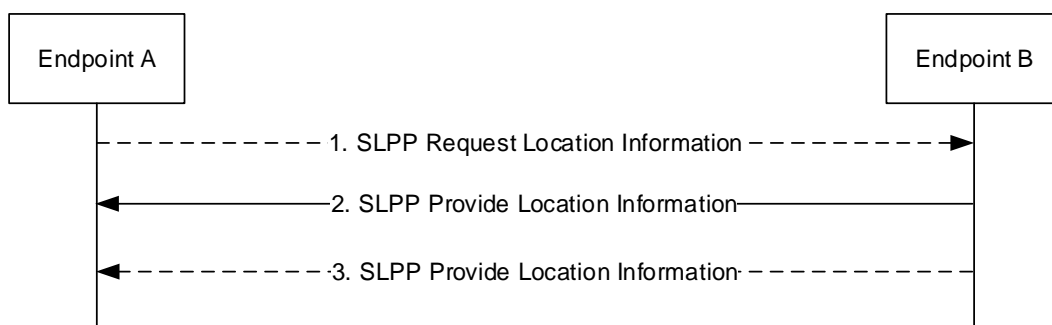 Endpoint A
Endpoint B
1. SLPP Request Location Information
2. SLPP Provide Location Information
3. SLPP Provide Location Information